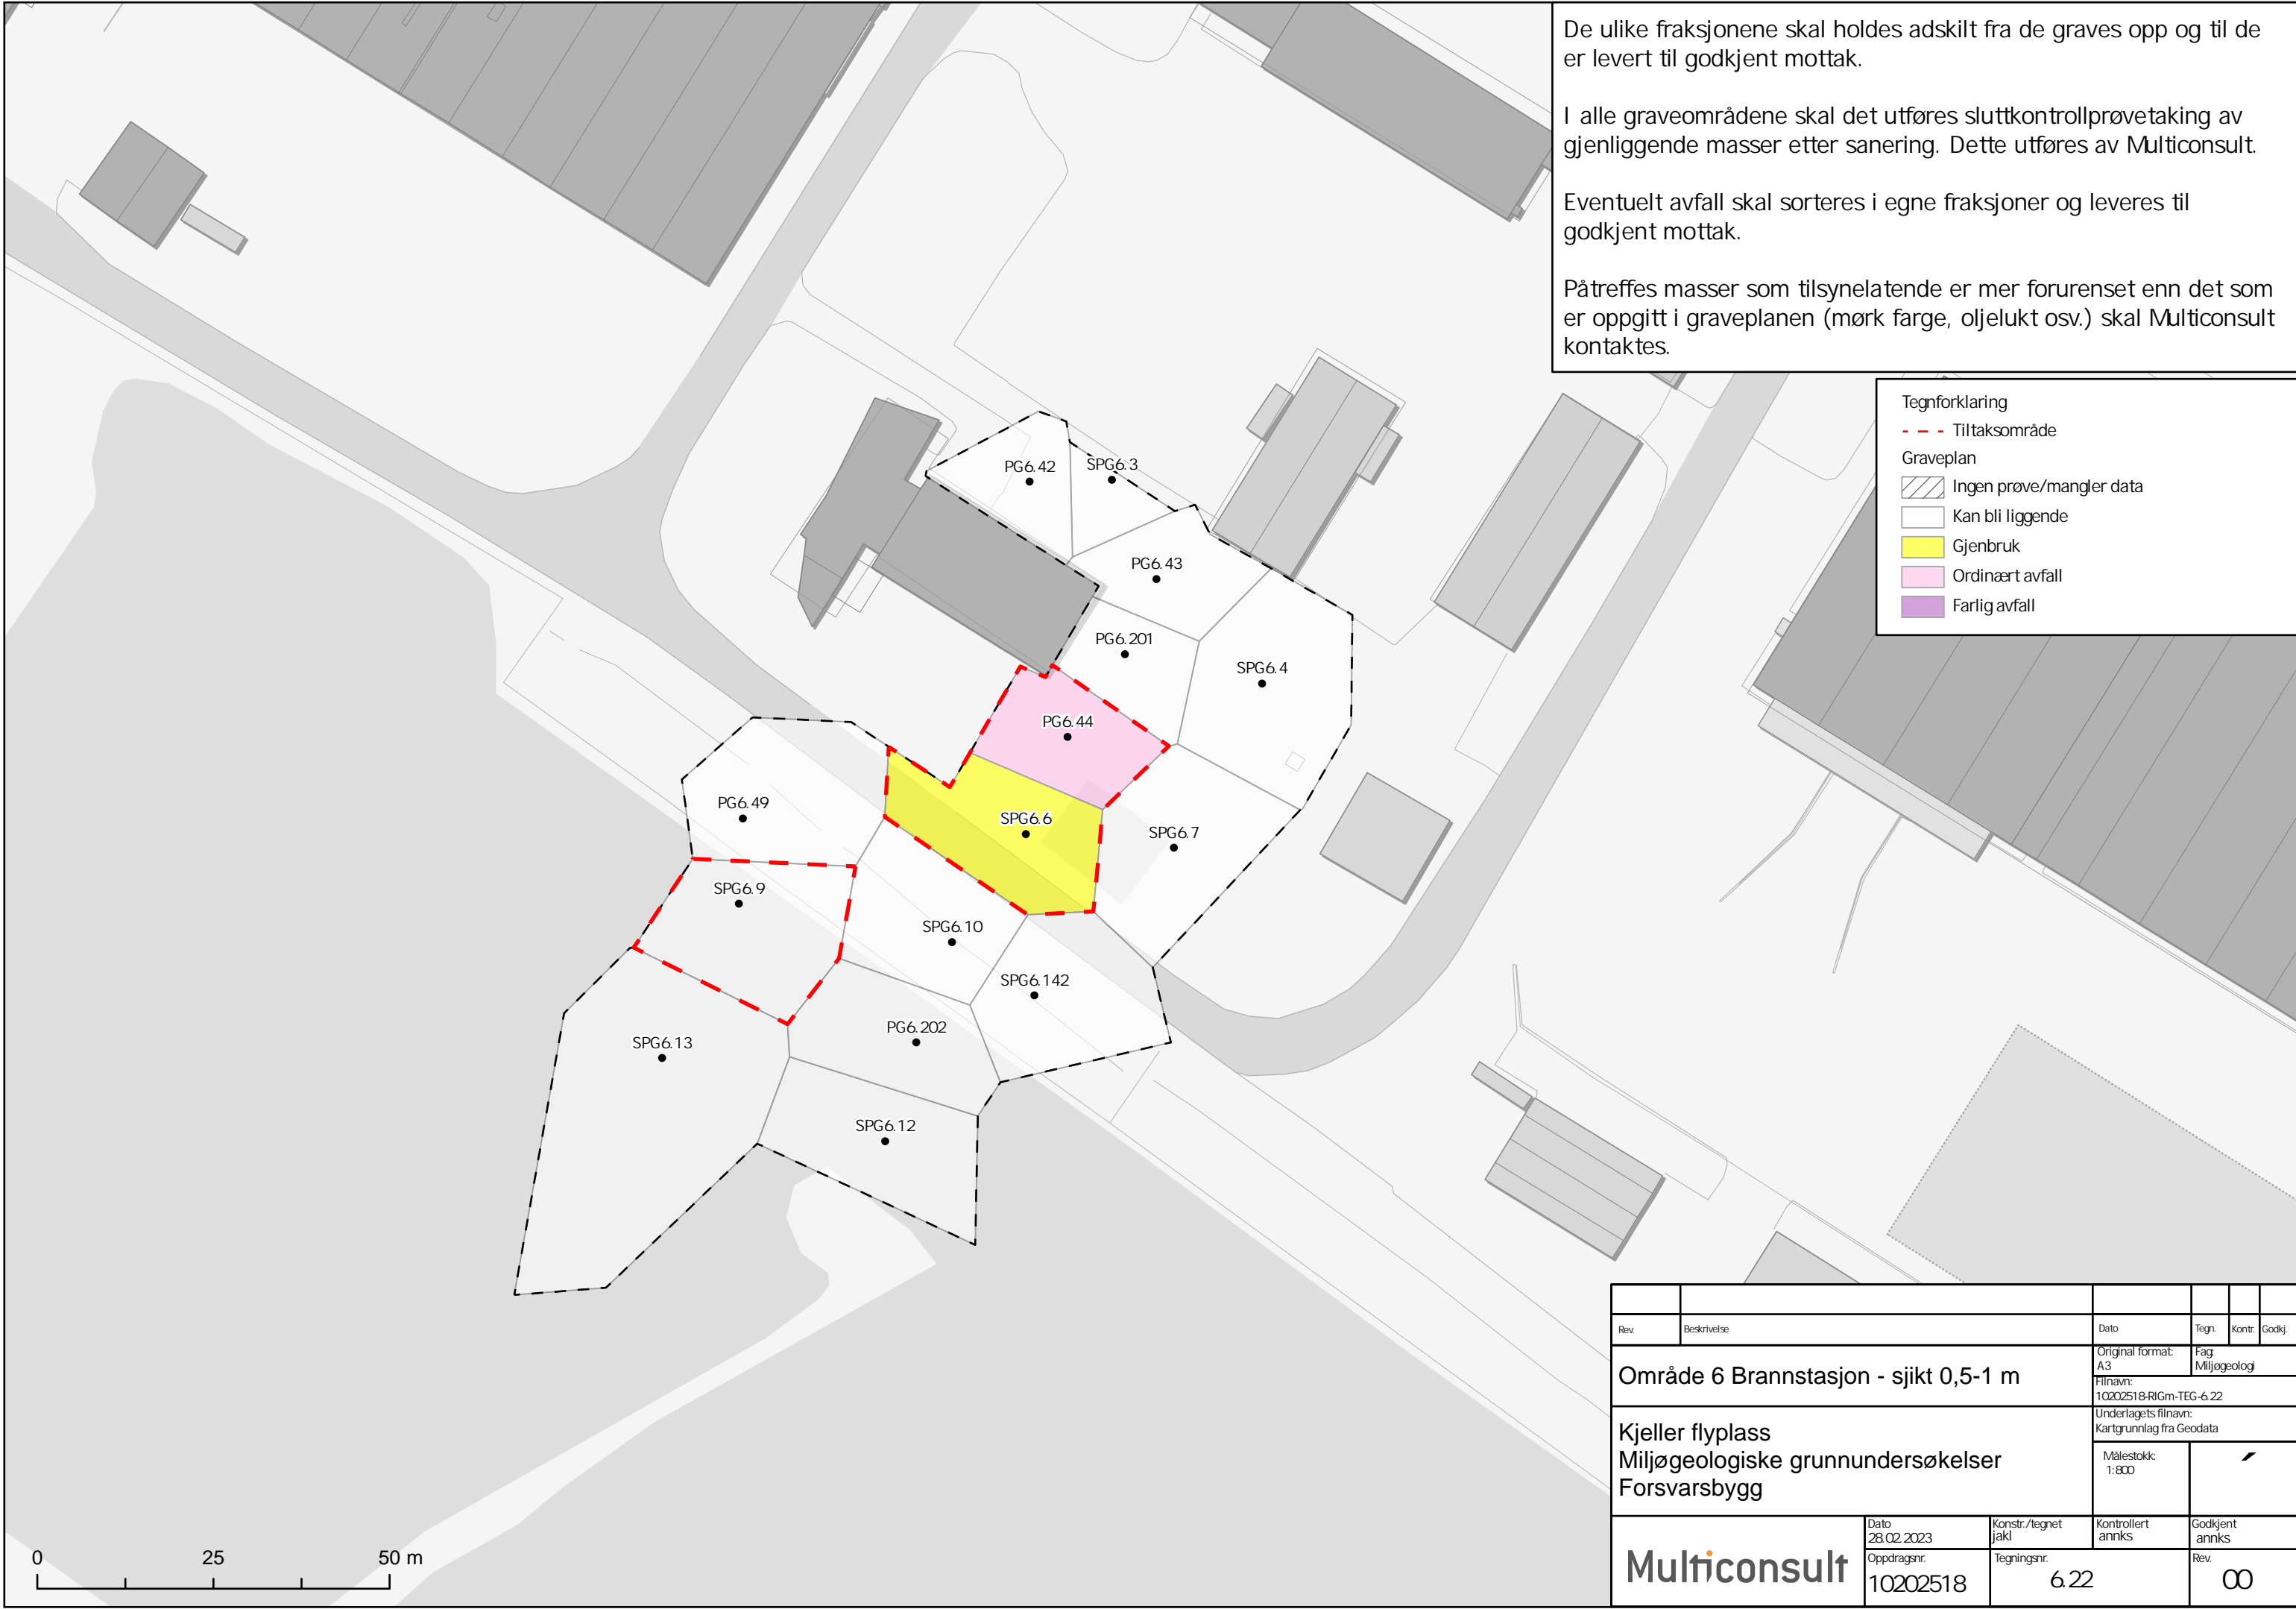 De ulike fraksjonene skal holdes adskilt fra de graves opp og til de
er levert til godkjent mottak.
I alle graveområdene skal det utføres sluttkontrollprøvetaking av
gjenliggende masser etter sanering. Dette utføres av Multiconsult.
Eventuelt avfall skal sorteres i egne fraksjoner og leveres til
godkjent mottak.
Påtreffes masser som tilsynelatende er mer forurenset enn det som
er oppgitt i graveplanen (mørk farge, oljelukt osv.) skal Multiconsult
kontaktes.
Tegnforklaring
Tiltaksområde
Graveplan
Ingen prøve/mangler data
Kan bli liggende
Gjenbruk
Ordinært avfall
Farlig avfall
PG6.42
SPG6.3
PG6.43
PG6.201
SPG6.4
PG6.44
PG6.49
SPG6.6
SPG6.7
SPG6.9
SPG6.10
SPG6.142
PG6.202
SPG6.13
SPG6.12
0 25 50 m
Rev. Beskrivelse Dato Tegn. Kontr. Godkj.
Område 6 Brannstasjon - sjikt 0,5-1 m
Original format:
A3
Fag:
Miljøgeologi
Filnavn:
10202518-RIGm-TEG-6.22
Underlagets filnavn:
Kartgrunnlag fra Geodata
Kjeller flyplass
Miljøgeologiske grunnundersøkelser
Forsvarsbygg
Målestokk:
1:800
Multiconsult
Dato
28.02.2023
Konstr./tegnet
jakl
Kontrollert
annks
Godkjent
annks
Oppdragsnr.
10202518
Tegningsnr.
6.22
Rev.
00